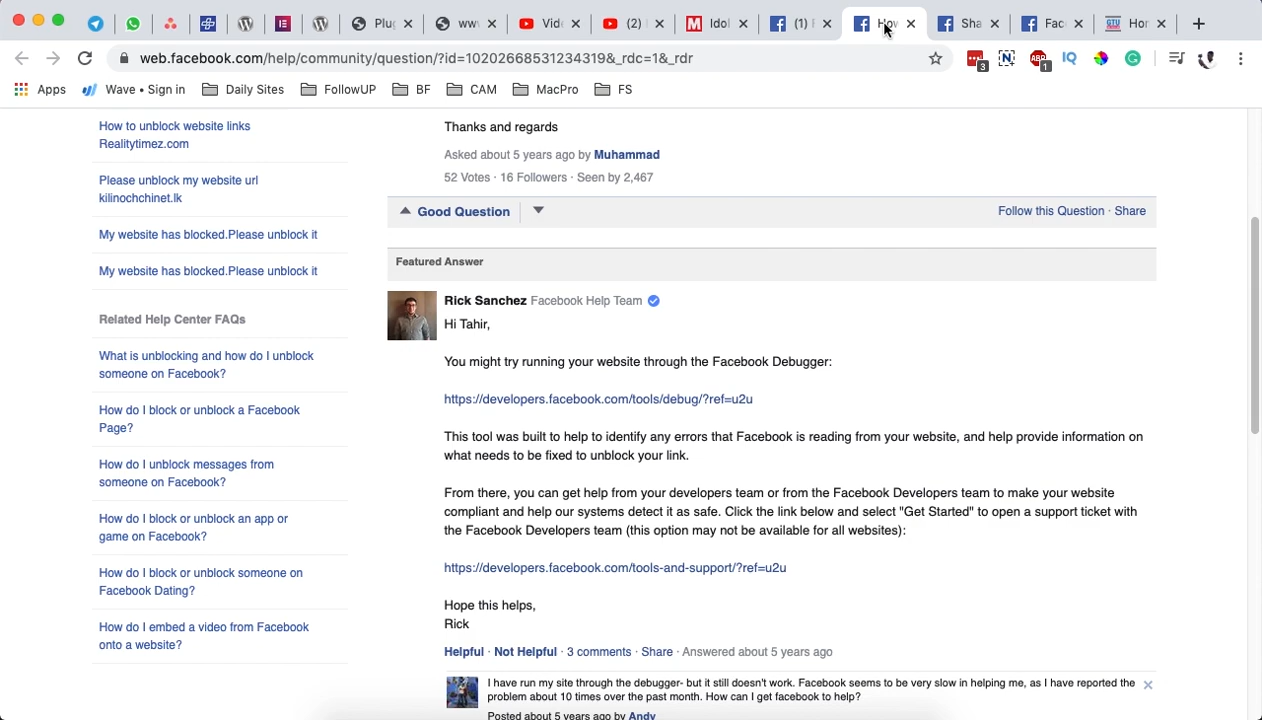 Plug
www
Vide
(2)
Idol
(1) F
How
Sha
Face
GTU
Hor
web.facebook.com/help/community/question/?id=10202668531234319&_rdc=1&_rdr
3
N
ABP
1
IQ
Apps
Wave • Sign in
Daily Sites
FollowUP
BF
CAM
MacPro
FS
How to unblock website links
Realitytimez.com
Please unblock my website url
kilinochchinet.lk
My website has blocked.Please unblock it
My website has blocked.Please unblock it
Related Help Center FAQs
What is unblocking and how do I unblock
someone on Facebook?
How do I block or unblock a Facebook
Page?
How do I unblock messages from
someone on Facebook?
How do I block or unblock an app or
game on Facebook?
How do I block or unblock someone on
Facebook Dating?
How do I embed a video from Facebook
onto a website?
Thanks and regards
Asked about 5 years ago by Muhammad
52 Votes · 16 Followers · Seen by 2,467
Good Question
Follow this Question · Share
Featured Answer
Rick Sanchez Facebook Help Team
Hi Tahir,
You might try running your website through the Facebook Debugger:
https://developers.facebook.com/tools/debug/?ref=u2u
This tool was built to help to identify any errors that Facebook is reading from your website, and help provide information on
what needs to be fixed to unblock your link.
From there, you can get help from your developers team or from the Facebook Developers team to make your website
compliant and help our systems detect it as safe. Click the link below and select "Get Started" to open a support ticket with
the Facebook Developers team (this option may not be available for all websites):
https://developers.facebook.com/tools-and-support/?ref=u2u
Hope this helps,
Rick
Helpful · Not Helpful · 3 comments · Share · Answered about 5 years ago
I have run my site through the debugger- but it still doesn't work. Facebook seems to be very slow in helping me, as I have reported the
problem about 10 times over the past month. How can I get facebook to help?
Posted about 5 years ago by Andy